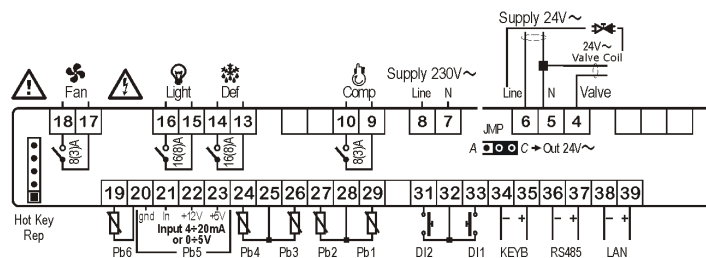 Supply 24V~
24V~
Valve Coil
Fan Light Def Comp Supply 230V~
Line N Line N Valve
18 17 16 15 14 13 10 9 8 7 6 5 4
8(3)A 16(8)A 16(8)A 8(3)A
JMP
A C → Out 24V~
19 20 21 22 23 24 25 26 27 28 29 31 32 33 34 35 36 37 38 39
gnd In +12V +5V
Input 4÷20mA
or 0÷5V
− + − + − +
Hot Key
Rep
Pb6 Pb5 Pb4 Pb3 Pb2 Pb1 DI2 DI1 KEYB RS485 LAN